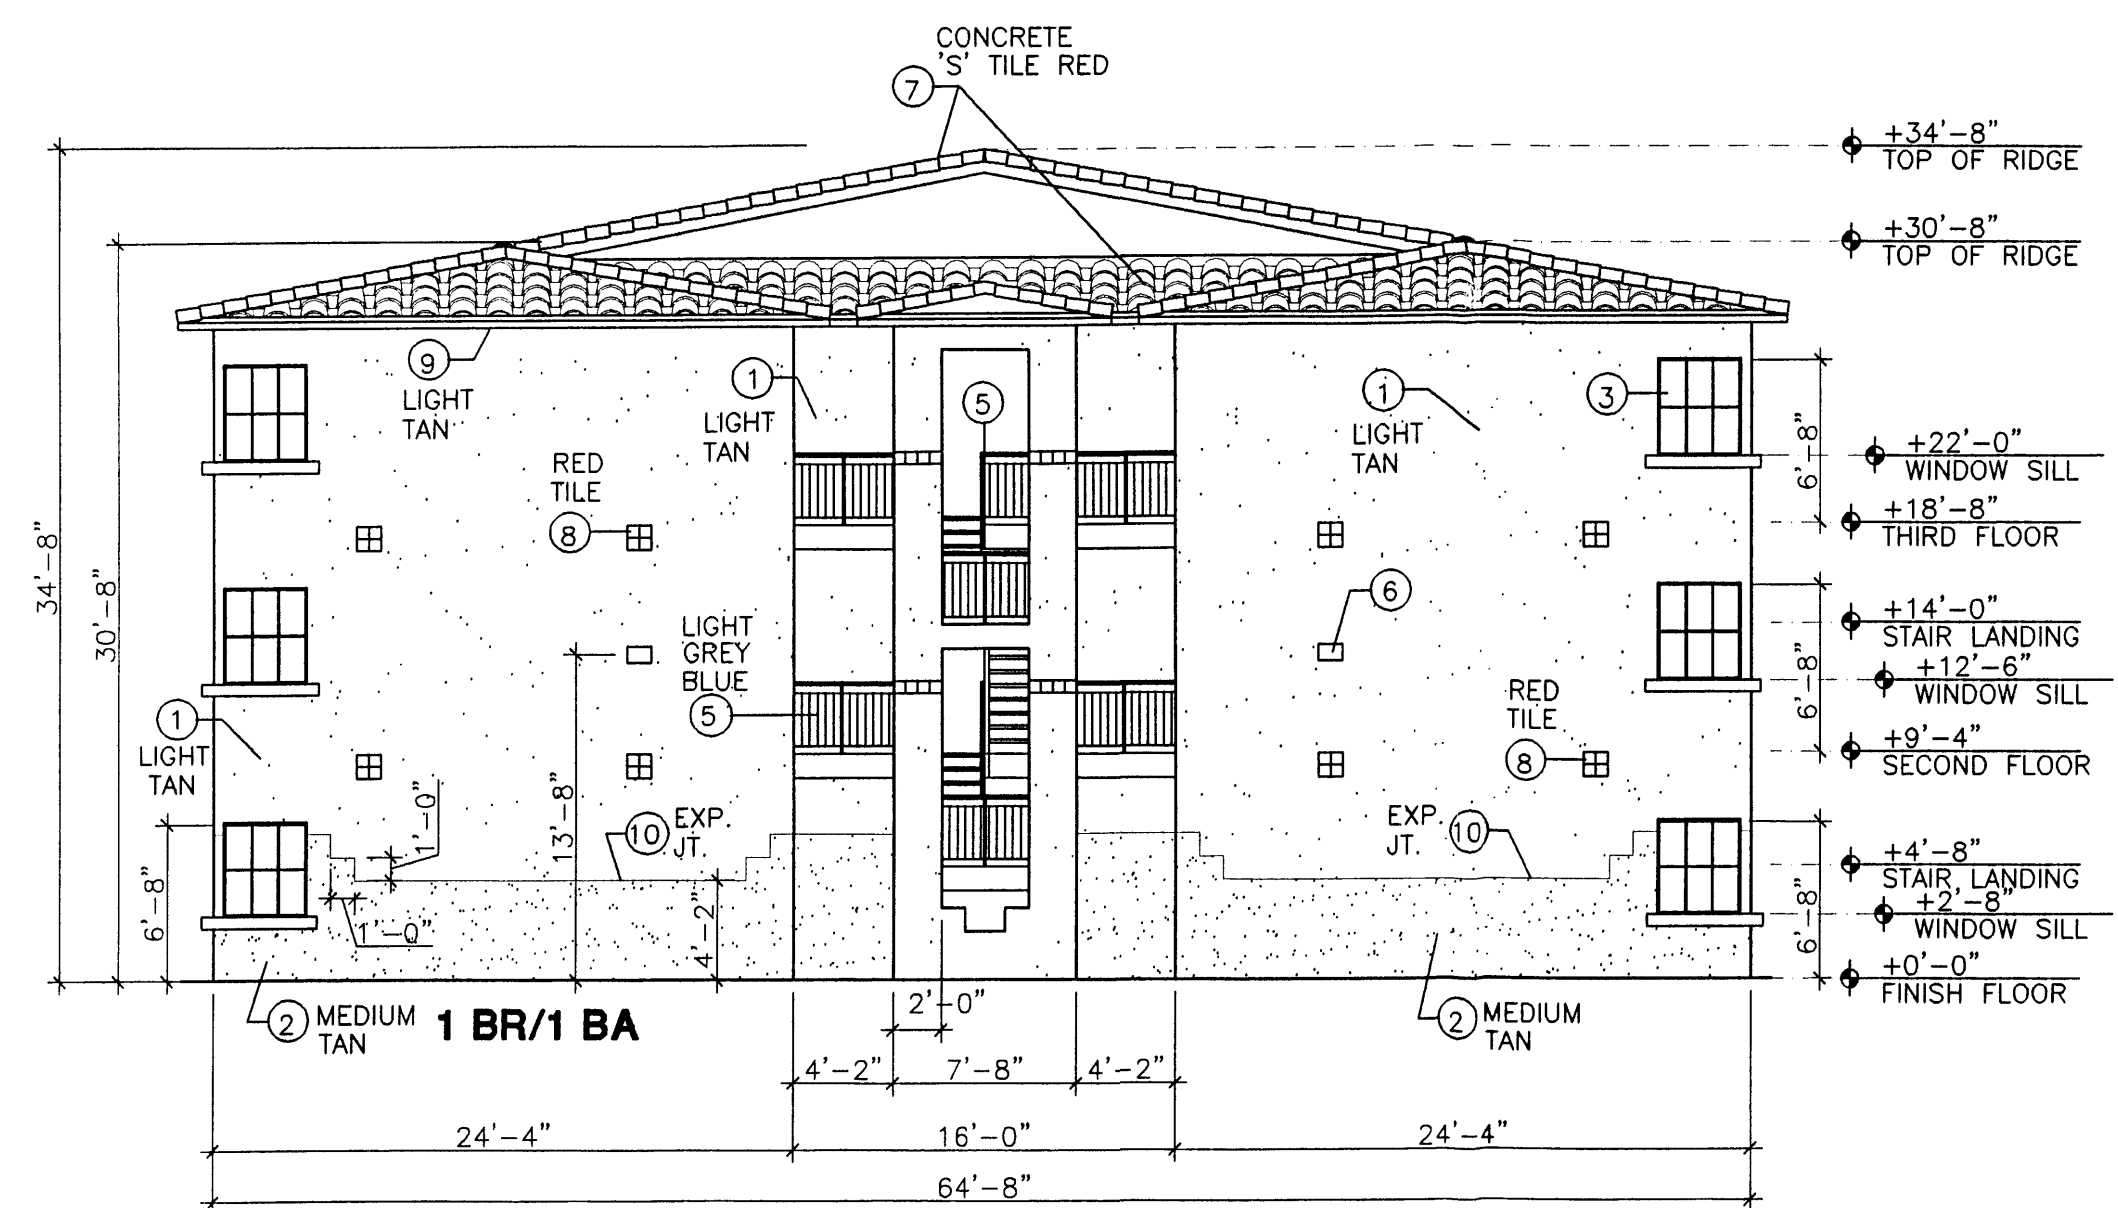 CONCRETE
'S' TILE RED
7
+34'-8"
TOP OF RIDGE
+30'-8"
TOP OF RIDGE
9
LIGHT
TAN
1
LIGHT
TAN
5
1
LIGHT
TAN
3
6'-8"
+22'-0"
WINDOW SILL
RED
TILE
8
+18'-8"
THIRD FLOOR
34'-8"
30'-8"
LIGHT
GREY
BLUE
5
6
+14'-0"
STAIR LANDING
6'-8"
+12'-6"
WINDOW SILL
1
LIGHT
TAN
RED
TILE
8
+9'-4"
SECOND FLOOR
1'-0"
13'-8"
10
EXP.
JT.
EXP.
JT.
10
+4'-8"
STAIR LANDING
6'-8"
1'-0"
4'-2"
6'-8"
+2'-8"
WINDOW SILL
+0'-0"
FINISH FLOOR
2
MEDIUM
TAN
1 BR/1 BA
2'-0"
2
MEDIUM
TAN
4'-2"
7'-8"
4'-2"
24'-4"
16'-0"
24'-4"
64'-8"